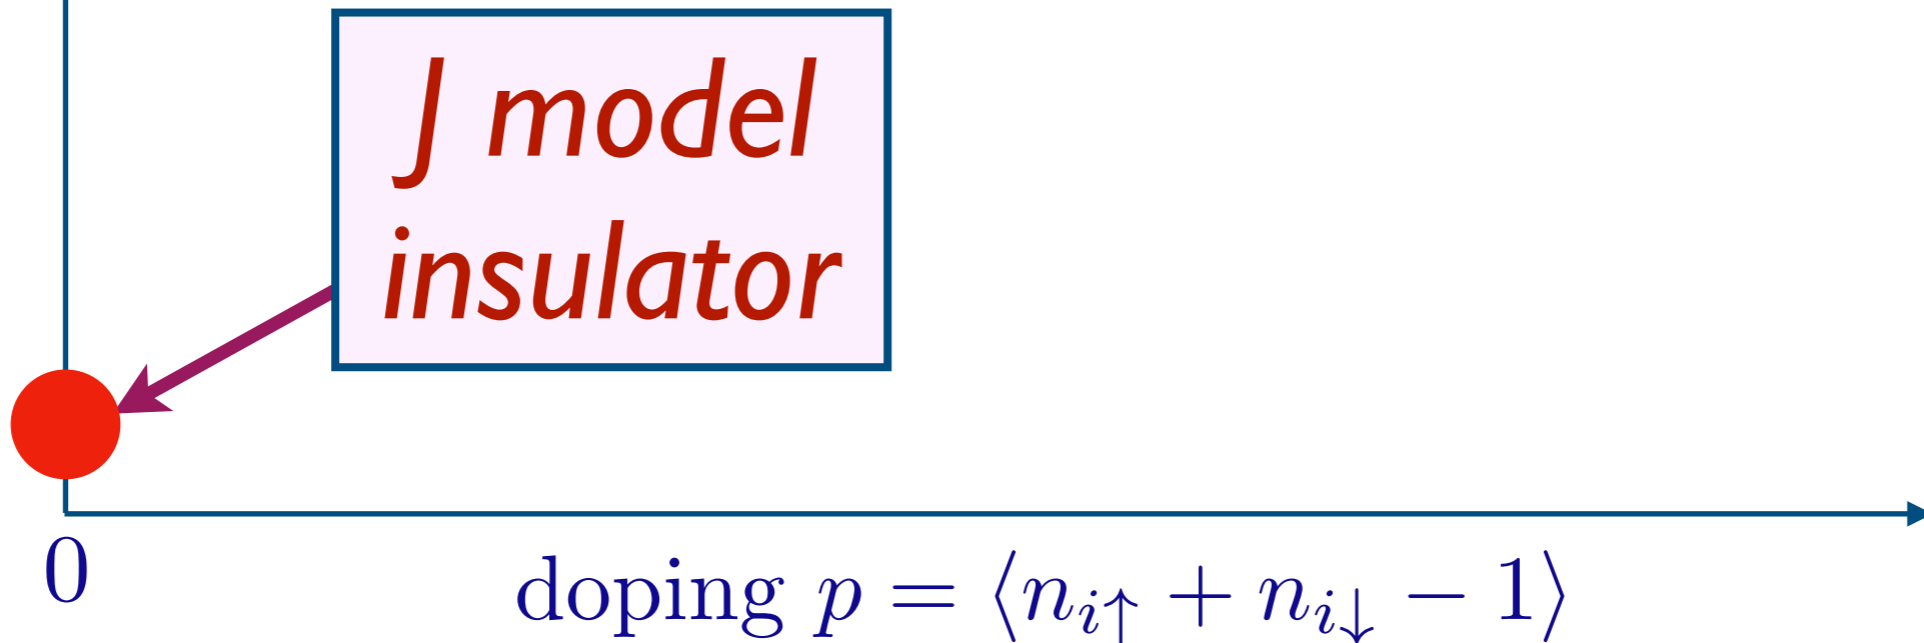 J model
insulator
0
doping p = ⟨n_{i↑} + n_{i↓} − 1⟩